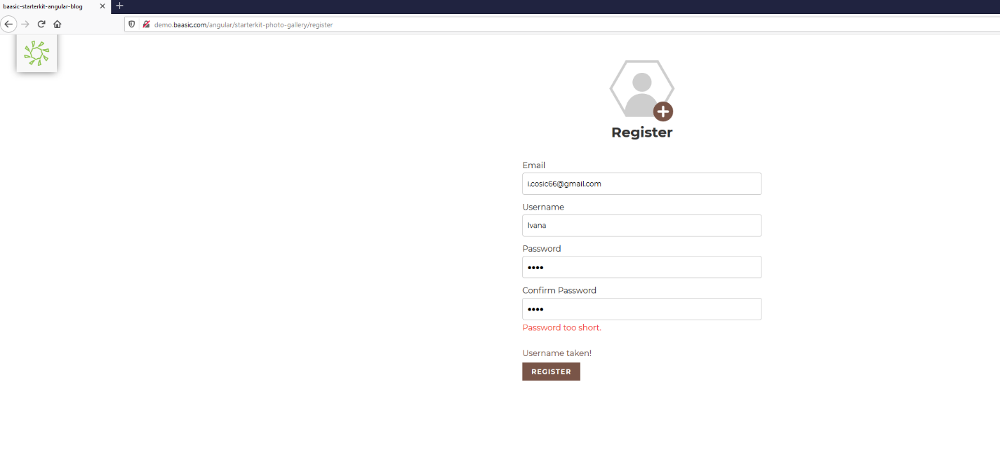 baasic-starterkit-angular-blog
demo.baasic.com/angular/starterkit-photo-gallery/register
Register
Email
i.cosic66@gmail.com
Username
Ivana
Password
••••
Confirm Password
••••
Password too short.
Username taken!
REGISTER